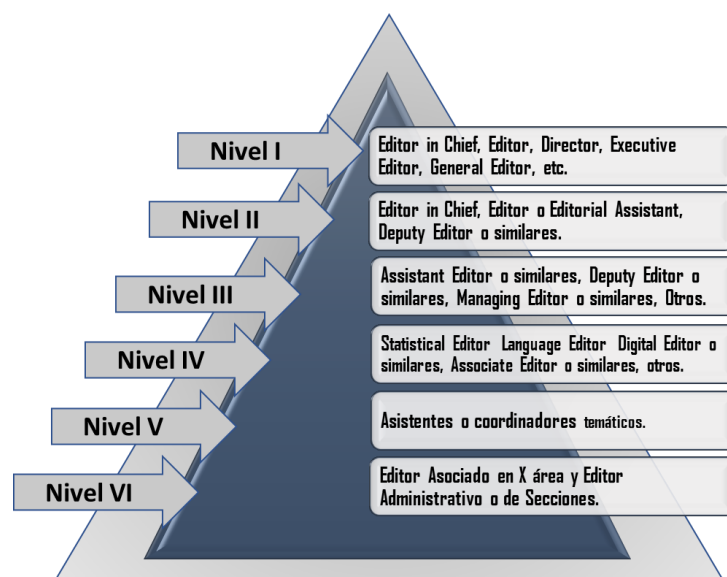 Nivel I
Editor in Chief, Editor, Director, Executive
Editor, General Editor, etc.
Nivel II
Editor in Chief, Editor o Editorial Assistant,
Deputy Editor o similares.
Nivel III
Assistant Editor o similares, Deputy Editor o
similares, Managing Editor o similares, Otros.
Nivel IV
Statistical Editor Language Editor Digital Editor o
similares, Associate Editor o similares, otros.
Nivel V
Asistentes o coordinadores temáticos.
Nivel VI
Editor Asociado en X área y Editor
Administrativo o de Secciones.